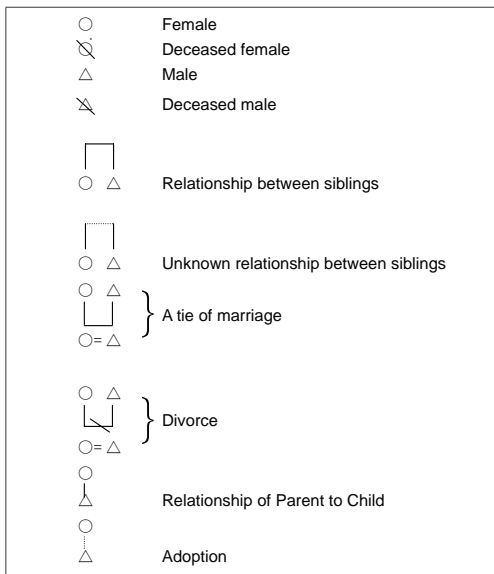 Female
Deceased female
Male
Deceased male
Relationship between siblings
Unknown relationship between siblings
A tie of marriage
=
Divorce
=
Relationship of Parent to Child
Adoption